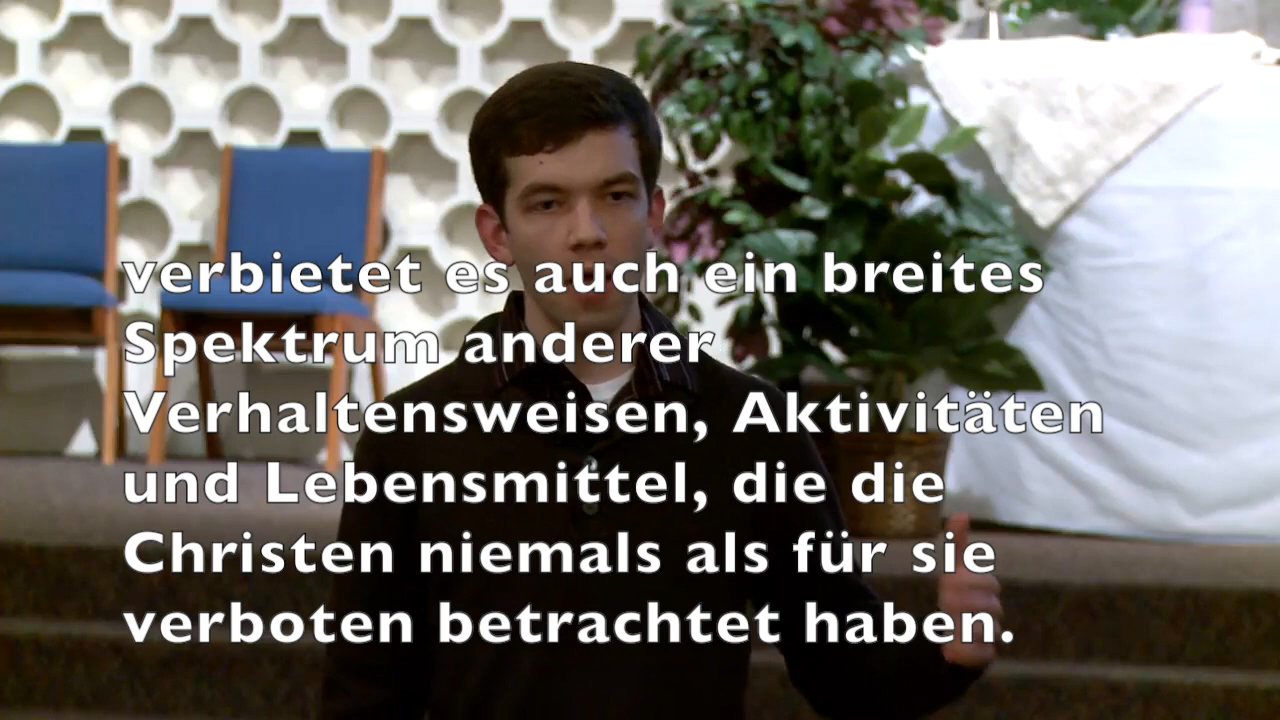 verbietet es auch ein breites
Spektrum anderer
Verhaltensweisen, Aktivitäten
und Lebensmittel, die die
Christen niemals als für sie
verboten betrachtet haben.